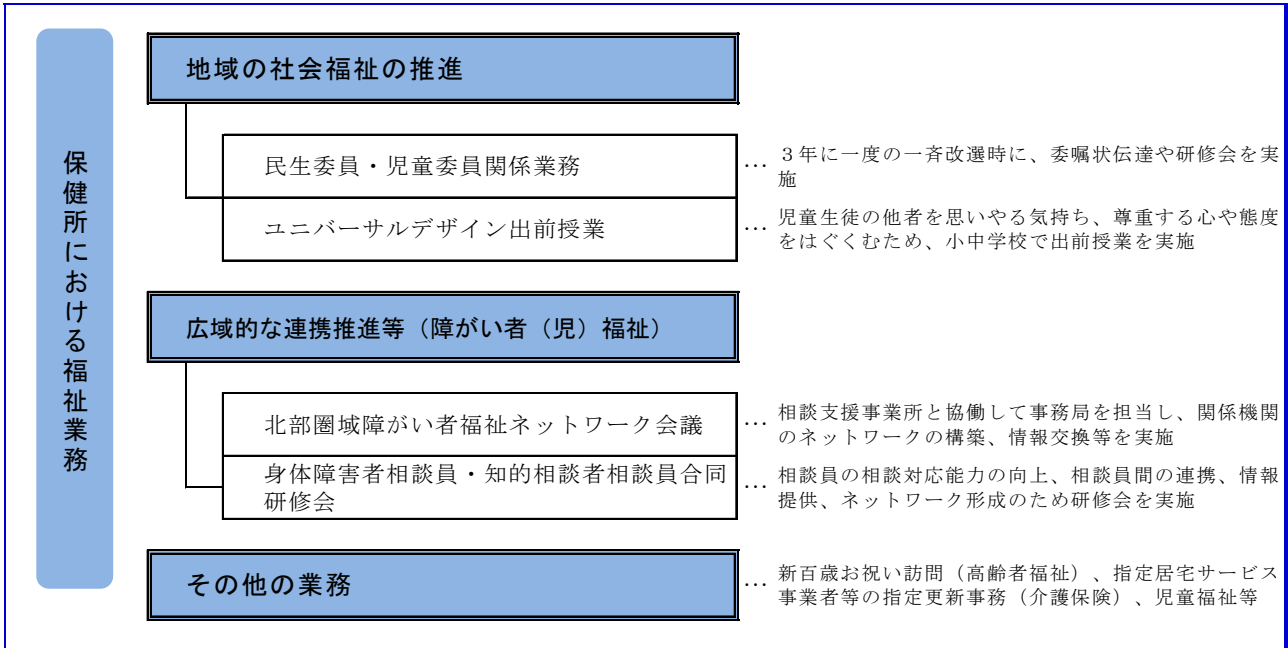 保健所における福祉業務
地域の社会福祉の推進
民生委員・児童委員関係業務
… ３年に一度の一斉改選時に、委嘱状伝達や研修会を実
施
ユニバーサルデザイン出前授業
… 児童生徒の他者を思いやる気持ち、尊重する心や態度
をはぐくむため、小中学校で出前授業を実施
広域的な連携推進等（障がい者（児）福祉）
北部圏域障がい者福祉ネットワーク会議
… 相談支援事業所と協働して事務局を担当し、関係機関
のネットワークの構築、情報交換等を実施
身体障害者相談員・知的相談者相談員合同
研修会
… 相談員の相談対応能力の向上、相談員間の連携、情報
提供、ネットワーク形成のため研修会を実施
その他の業務
… 新百歳お祝い訪問（高齢者福祉）、指定居宅サービス
事業者等の指定更新事務（介護保険）、児童福祉等